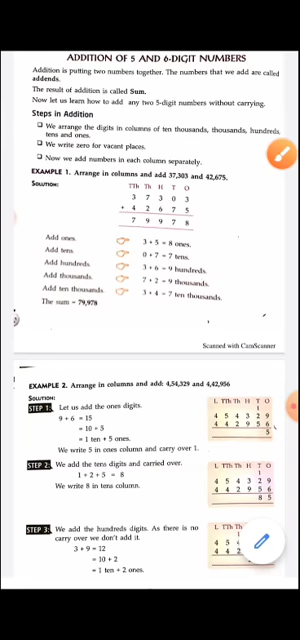 ADDITION OF 5 AND 6-DIGIT NUMBERS
Addition is putting two numbers together. The numbers that we add are called
addends.
The result of addition is called Sum.
Now let us learn how to add any two 5-digit numbers without carrying.
Steps in Addition
❑ We arrange the digits in columns of ten thousands, thousands, hundreds,
tens and ones.
❑ We write zero for vacant places.
❑ Now we add numbers in each column separately.
EXAMPLE 1. Arrange in columns and add 37,303 and 42,675.
SOLUTION:
TTh Th H T O
3 7 3 0 3
+ 4 2 6 7 5
7 9 9 7 8
Add ones. 3 + 5 = 8 ones.
Add tens. 0 + 7 = 7 tens.
Add hundreds. 3 + 6 = 9 hundreds.
Add thousands. 7 + 2 = 9 thousands.
Add ten thousands. 3 + 4 = 7 ten thousands.
The sum = 79,978
Scanned with CamScanner
EXAMPLE 2. Arrange in columns and add: 4,54,329 and 4,42,956
SOLUTION:
STEP 1: Let us add the ones digits.
9 + 6 = 15
= 10 + 5
= 1 ten + 5 ones.
We write 5 in ones column and carry over 1.
L TTh Th H T O
1
4 5 4 3 2 9
4 4 2 9 5 6
5
STEP 2: We add the tens digits and carried over.
1 + 2 + 5 = 8
We write 8 in tens column.
L TTh Th H T O
1
4 5 4 3 2 9
4 4 2 9 5 6
8 5
STEP 3: We add the hundreds digits. As there is no
carry over we don't add it.
3 + 9 = 12
= 10 + 2
= 1 ten + 2 ones.
L TTh Th
4 5
4 4 2